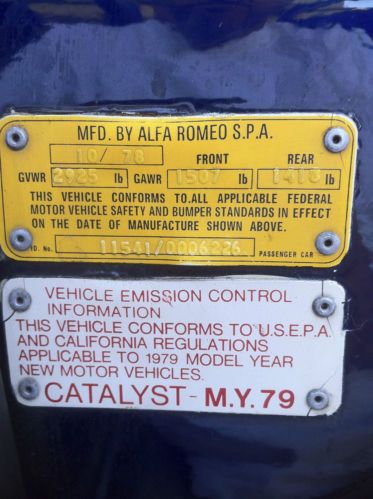 MFD. BY ALFA ROMEO S.P.A.
10/ 78 FRONT REAR
GVWR 2925 lb GAWR 1507 lb 1418 lb
THIS VEHICLE CONFORMS TO.ALL APPLICABLE FEDERAL
MOTOR VEHICLE SAFETY AND BUMPER STANDARDS IN EFFECT
ON THE DATE OF MANUFACTURE SHOWN ABOVE.
ID. No. 11541/0006226 PASSENGER CAR
VEHICLE EMISSION CONTROL
INFORMATION
THIS VEHICLE CONFORMS TO U.S.E.P.A.
AND CALIFORNIA REGULATIONS
APPLICABLE TO 1979 MODEL YEAR
NEW MOTOR VEHICLES.
CATALYST - M.Y. 79